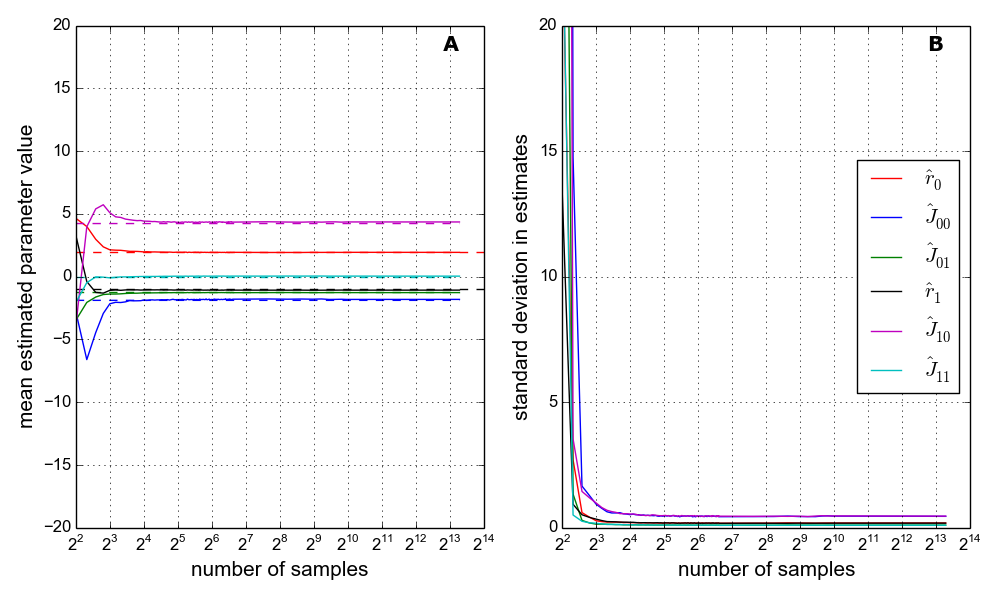 A
20
15
10
5
0
−5
−10
−15
−20
mean estimated parameter value
2² 2³ 2⁴ 2⁵ 2⁶ 2⁷ 2⁸ 2⁹ 2¹⁰ 2¹¹ 2¹² 2¹³ 2¹⁴
number of samples
B
20
15
10
5
0
standard deviation in estimates
r̂₀
Ĵ₀₀
Ĵ₀₁
r̂₁
Ĵ₁₀
Ĵ₁₁
2² 2³ 2⁴ 2⁵ 2⁶ 2⁷ 2⁸ 2⁹ 2¹⁰ 2¹¹ 2¹² 2¹³ 2¹⁴
number of samples